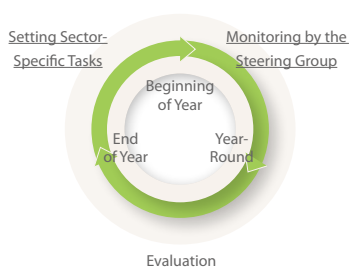 Setting Sector-
Specific Tasks
Monitoring by the
Steering Group
Beginning
of Year
End
of Year
Year-
Round
Evaluation